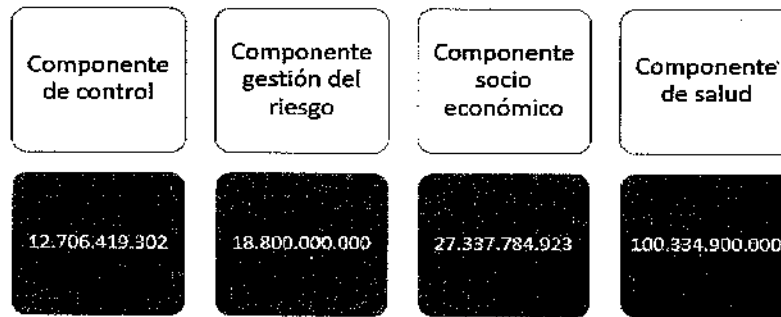 Componente
de control
Componente
gestión del
riesgo
Componente
socio
económico
Componente
de salud
12.706.419.302
18.800.000.000
27.337.784.923
100.334.900.000